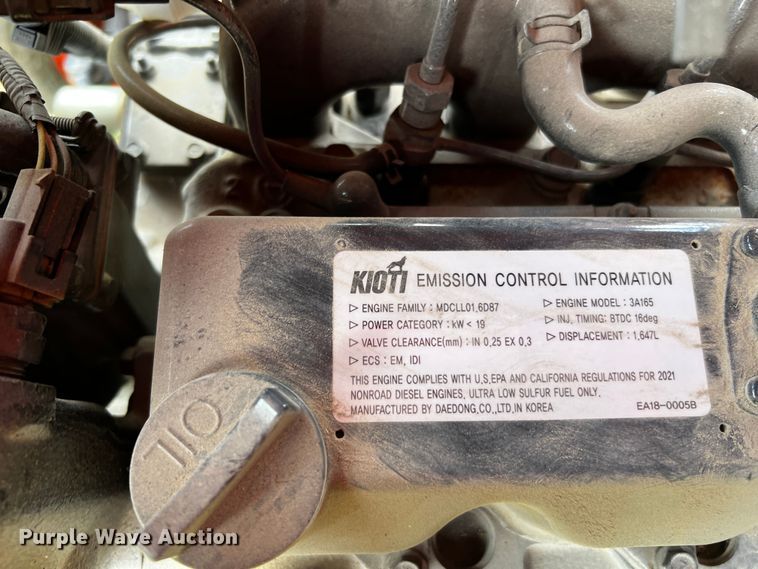 KIOTI EMISSION CONTROL INFORMATION
▷ ENGINE FAMILY : MDCLL01,6D87 ▷ ENGINE MODEL : 3A165
▷ POWER CATEGORY : kW < 19 ▷ INJ, TIMING: BTDC 16deg
▷ VALVE CLEARANCE(mm) : IN 0,25 EX 0,3 ▷ DISPLACEMENT : 1,647L
▷ ECS : EM, IDI
THIS ENGINE COMPLIES WITH U,S,EPA AND CALIFORNIA REGULATIONS FOR 2021
NONROAD DIESEL ENGINES, ULTRA LOW SULFUR FUEL ONLY.
MANUFACTURED BY DAEDONG,CO.,LTD,IN KOREA EA18-0005B
OIL
Purple Wave Auction